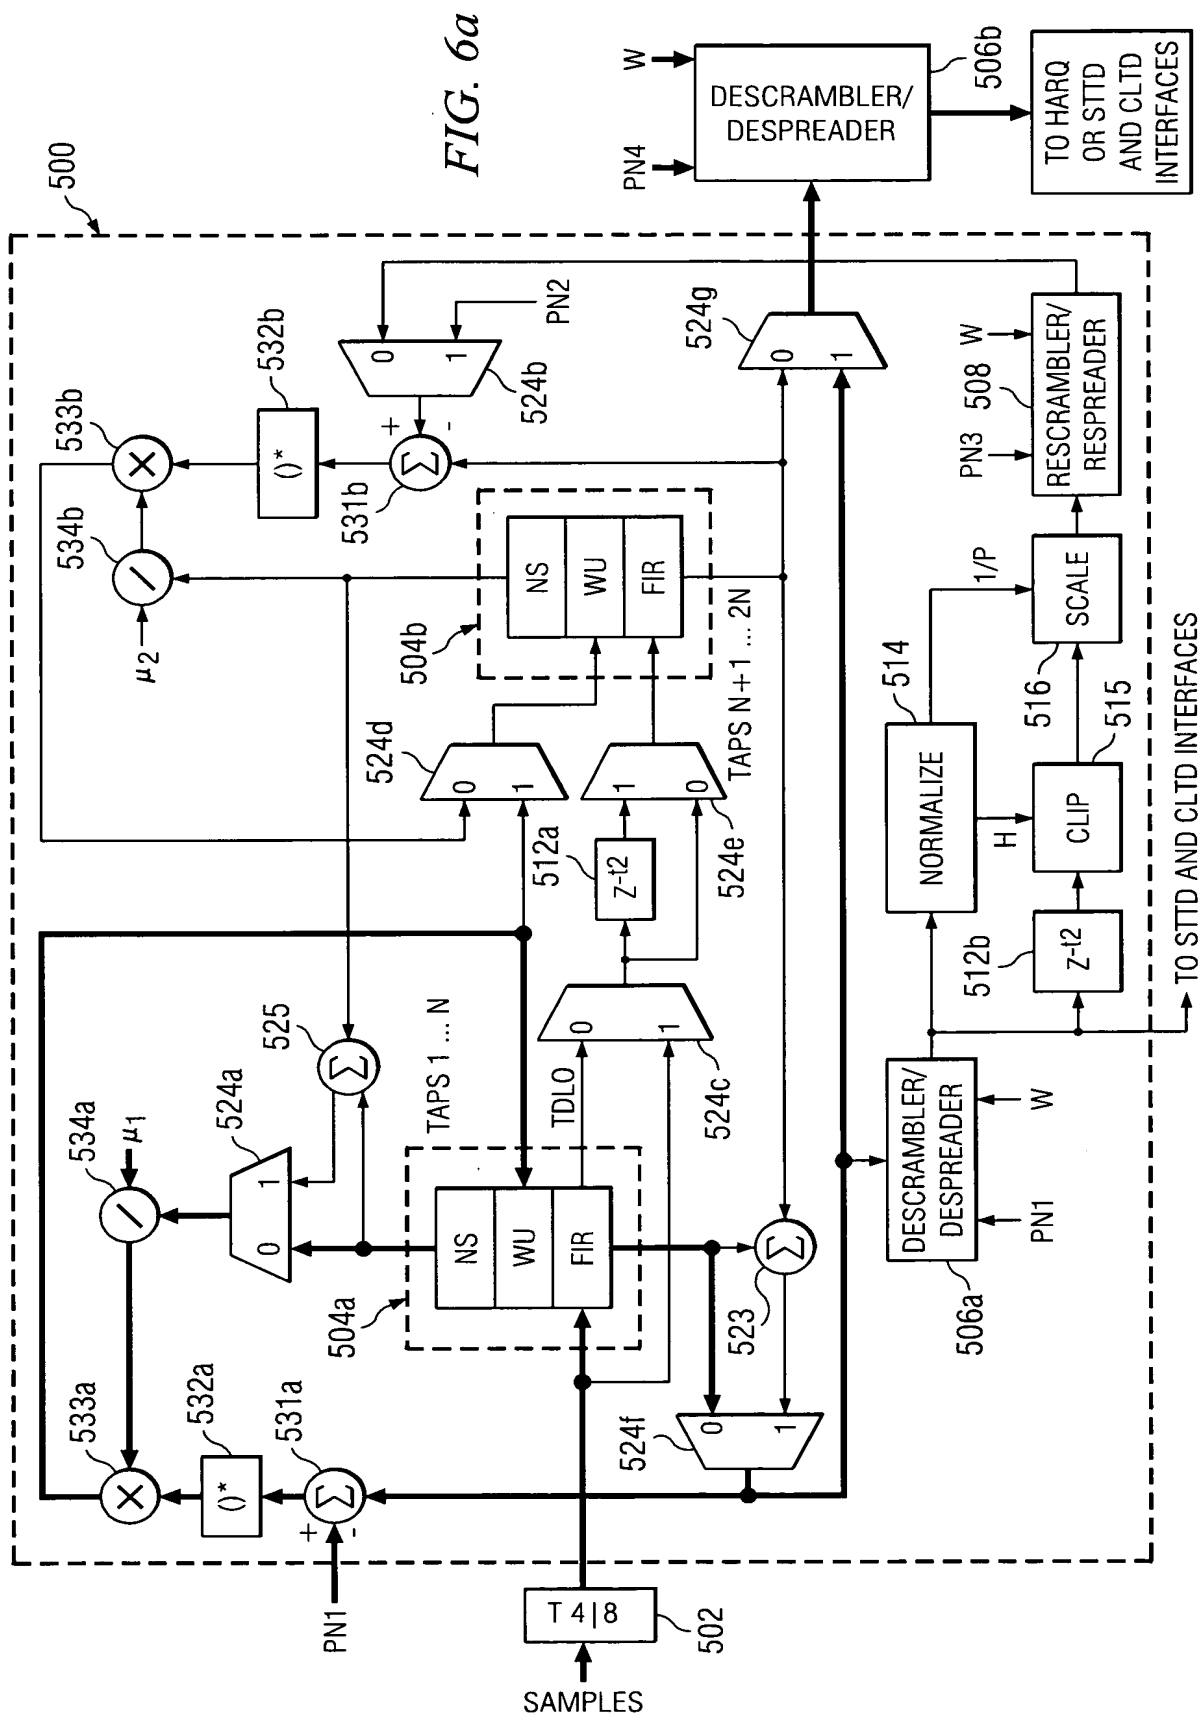 FIG. 6a
500
PN1
+
-
531a
()*
532a
533a
534a
μ1
524a
0
1
525
NS
WU
FIR
504a
TAPS 1 ... N
TDLO
0
1
524c
Z-t2
512a
524d
0
1
1
0
524e
μ2
534b
533b
()*
532b
531b
+
-
0
1
524b
PN2
NS
WU
FIR
504b
TAPS N+1 ... 2N
SAMPLES
T 4|8
502
524f
0
1
523
Σ
Σ
Σ
Σ
0
1
524g
PN4
W
DESCRAMBLER/
DESPREADER
506b
TO HARQ
OR STTD
AND CLTD
INTERFACES
DESCRAMBLER/
DESPREADER
506a
PN1
W
NORMALIZE
514
H
1/P
Z-t2
512b
CLIP
515
SCALE
516
PN3
508
W
RESCRAMBLER/
RESPREADER
TO STTD AND CLTD INTERFACES